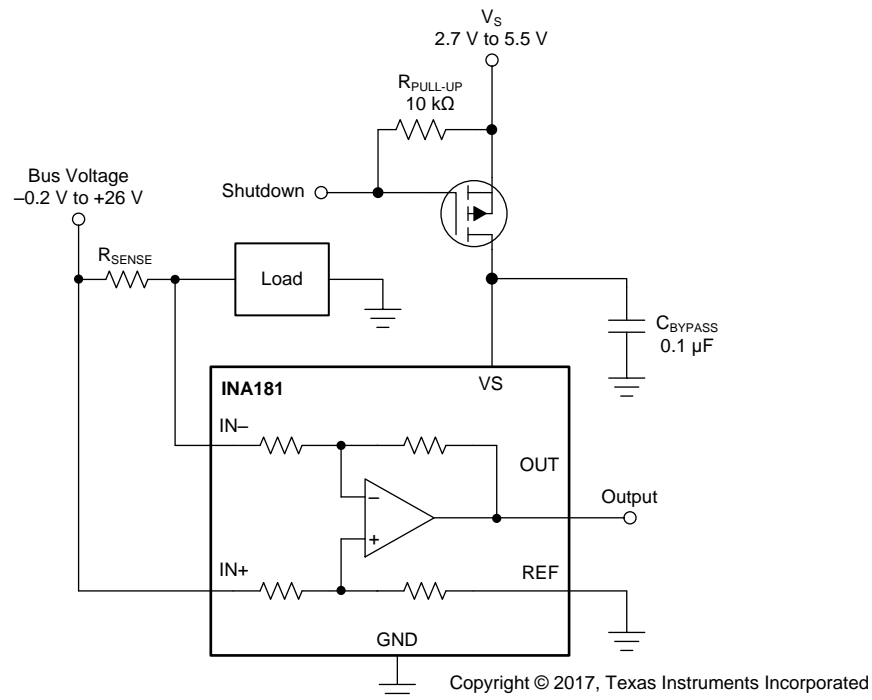 VS
2.7 V to 5.5 V
RPULL-UP
10 kΩ
Bus Voltage
–0.2 V to +26 V
Shutdown
RSENSE
Load
CBYPASS
0.1 µF
VS
INA181
IN–
OUT
Output
–
+
IN+
REF
GND
Copyright © 2017, Texas Instruments Incorporated